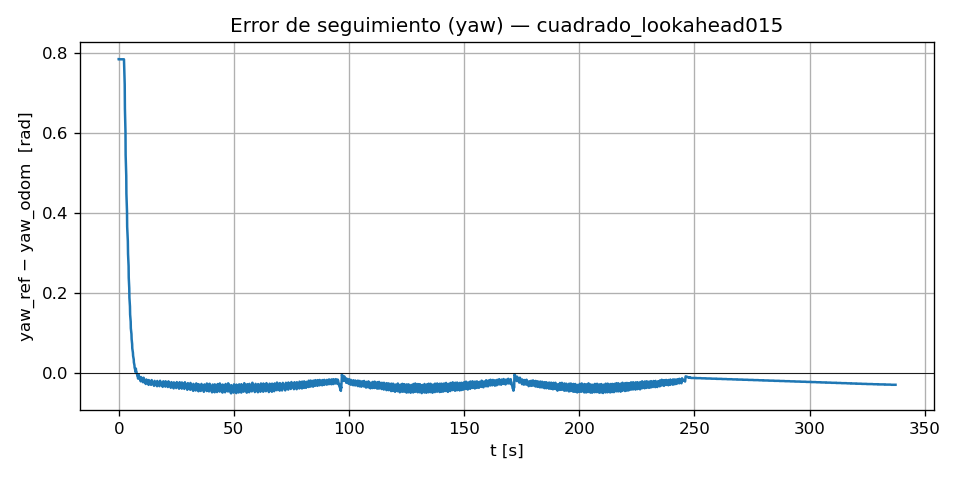 Error de seguimiento (yaw) — cuadrado_lookahead015
yaw_ref − yaw_odom [rad]
0.8
0.6
0.4
0.2
0.0
0 50 100 150 200 250 300 350
t [s]